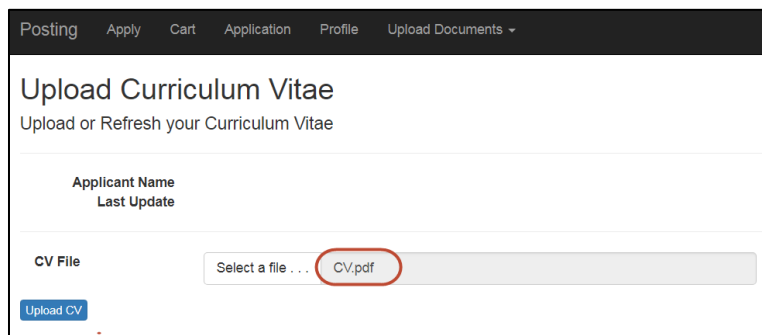 Posting Apply Cart Application Profile Upload Documents
Upload Curriculum Vitae
Upload or Refresh your Curriculum Vitae
Applicant Name
Last Update
CV File Select a file . . . CV.pdf
Upload CV